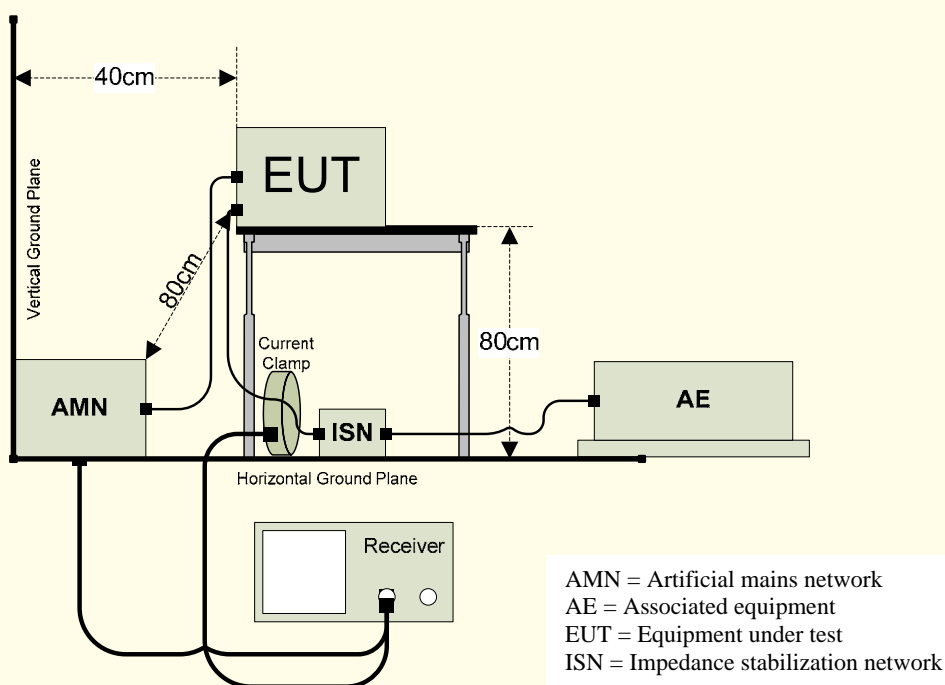 40cm
Vertical Ground Plane
EUT
80cm
80cm
Current
Clamp
AMN
ISN
AE
Horizontal Ground Plane
Receiver
AMN = Artificial mains network
AE = Associated equipment
EUT = Equipment under test
ISN = Impedance stabilization network